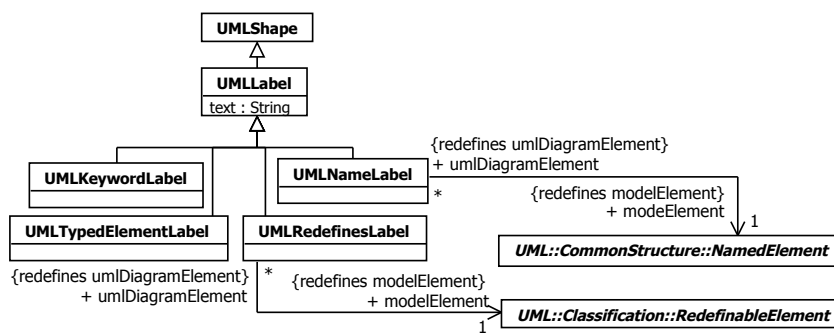 UMLShape
UMLLabel
text : String
{redefines umlDiagramElement}
+ umlDiagramElement
UMLKeywordLabel
UMLNameLabel
*
{redefines modelElement}
+ modeElement
1
UMLTypedElementLabel
UMLRedefinesLabel
UML::CommonStructure::NamedElement
{redefines umlDiagramElement}
+ umlDiagramElement
*
{redefines modelElement}
+ modelElement
1
UML::Classification::RedefinableElement